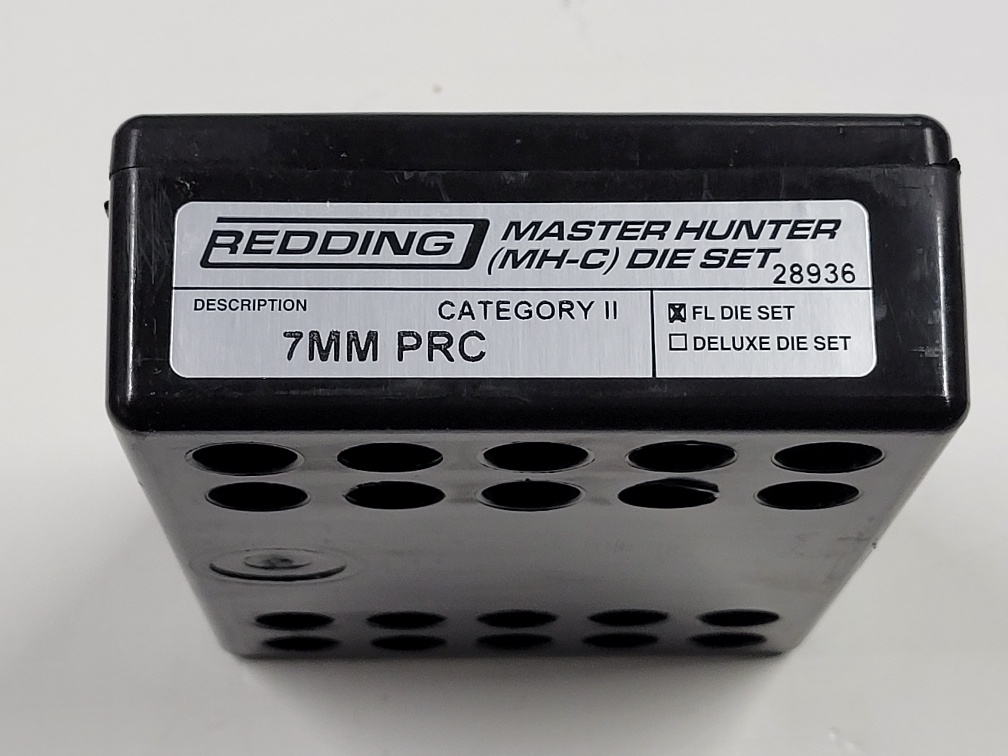 REDDING MASTER HUNTER
(MH-C) DIE SET
28936
DESCRIPTION CATEGORY II
7MM PRC
☒ FL DIE SET
☐ DELUXE DIE SET